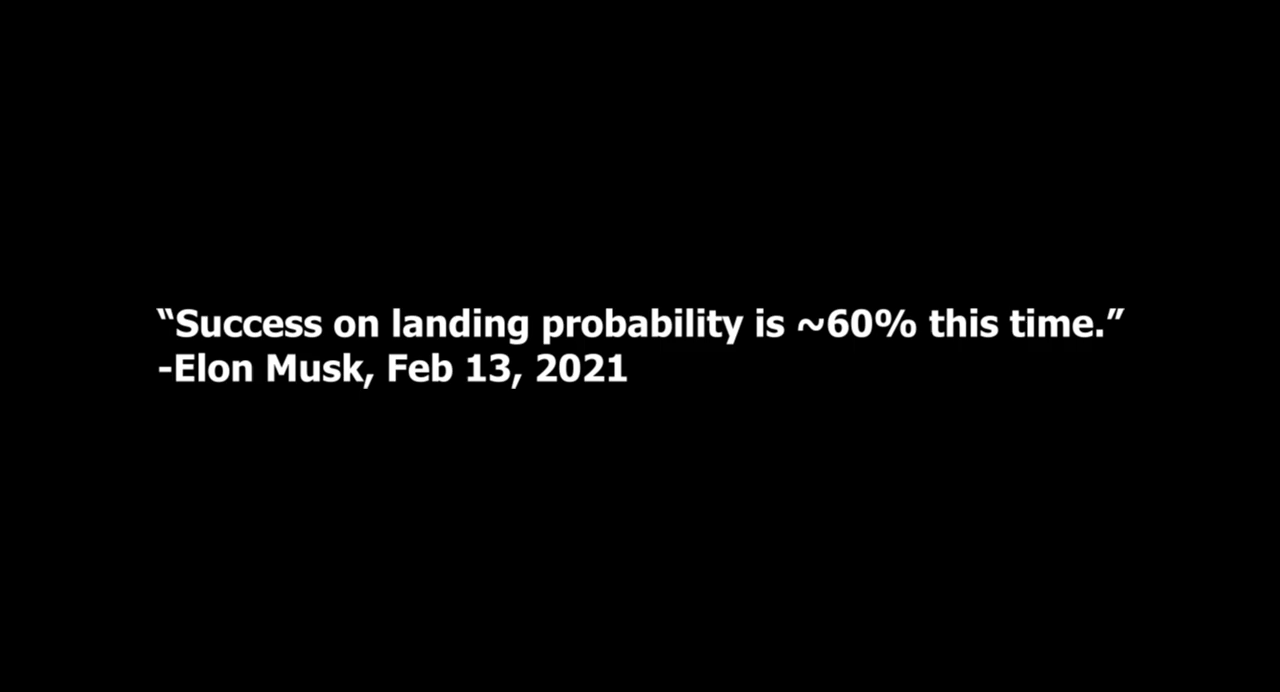 “Success on landing probability is ~60% this time.”
-Elon Musk, Feb 13, 2021